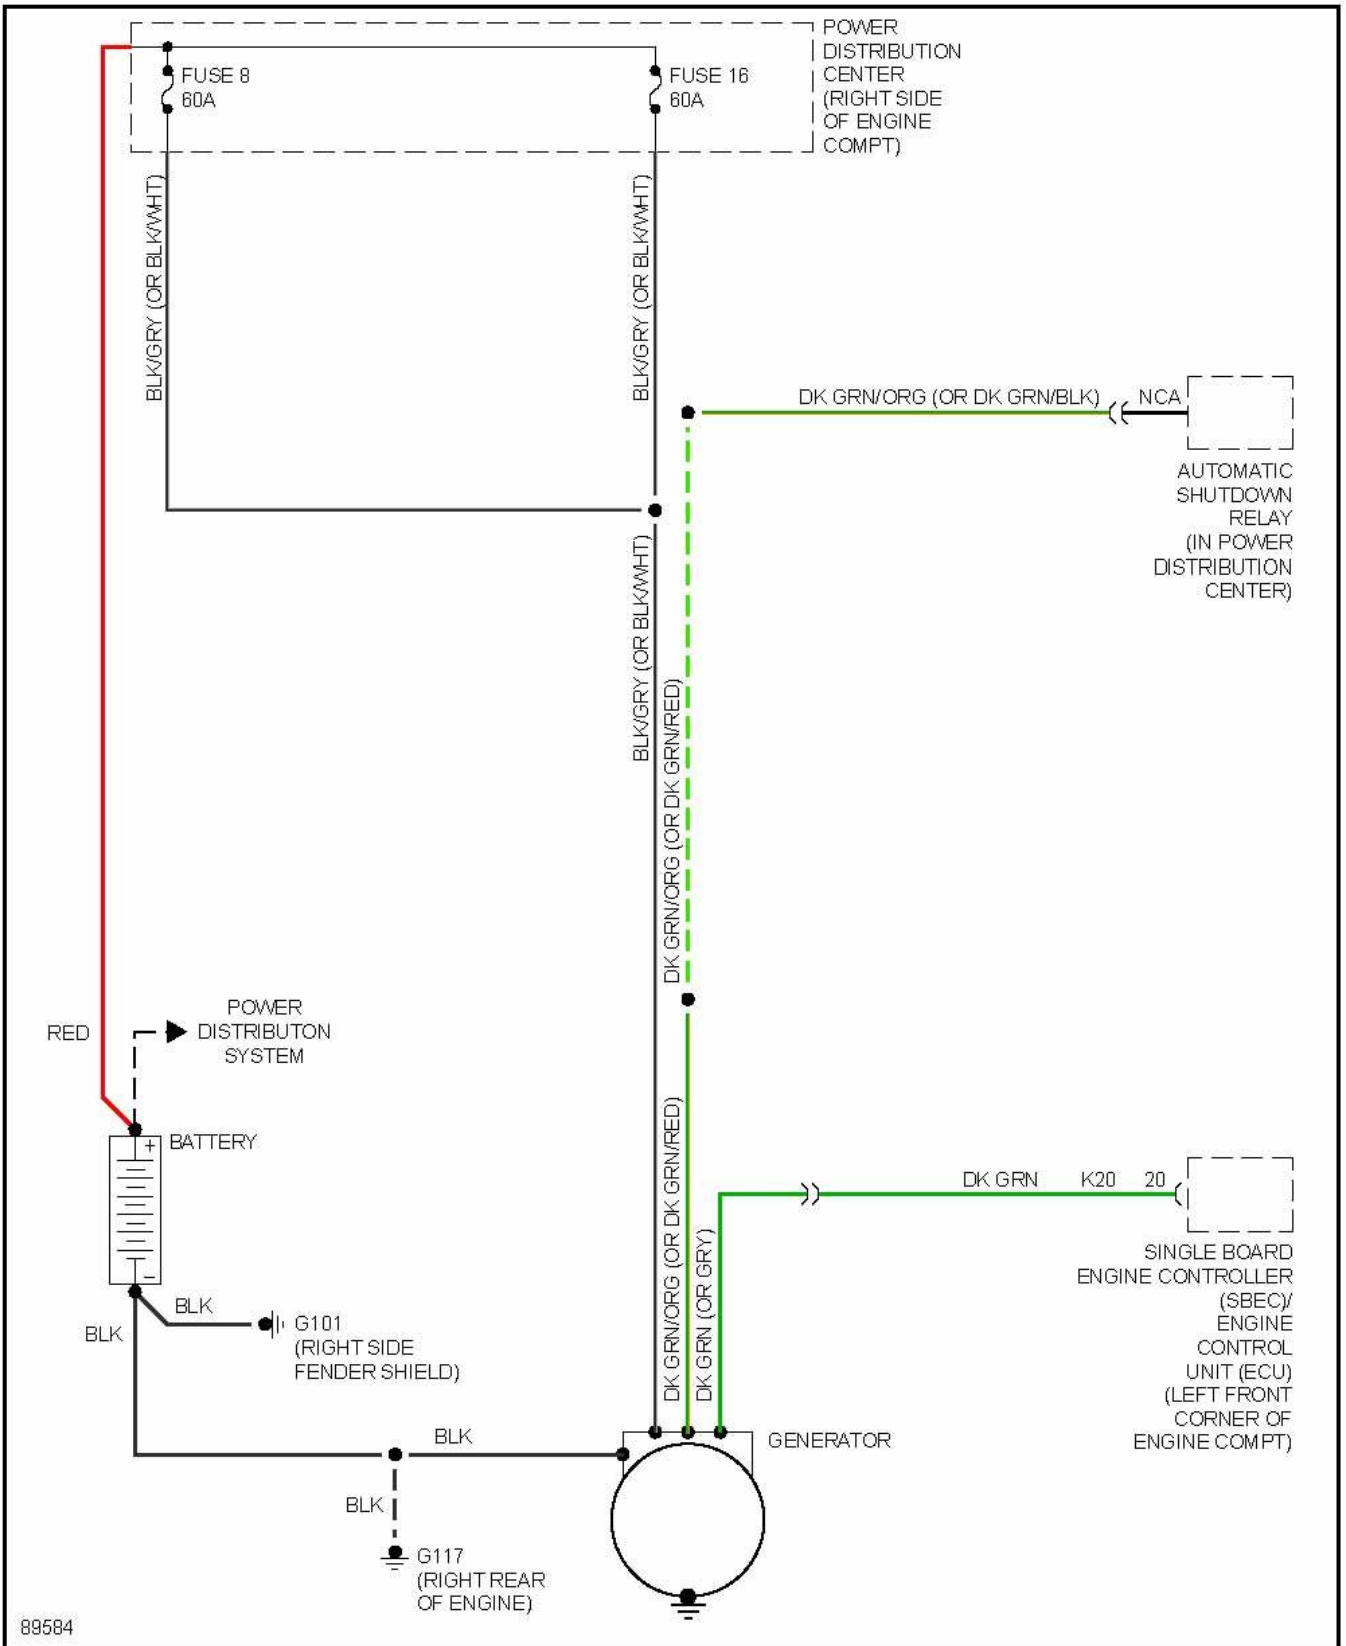 POWER
DISTRIBUTION
CENTER
(RIGHT SIDE
OF ENGINE
COMPT)
FUSE 8
60A
FUSE 16
60A
BLK/GRY (OR BLK/WHT)
BLK/GRY (OR BLK/WHT)
DK GRN/ORG (OR DK GRN/BLK)
NCA
AUTOMATIC
SHUTDOWN
RELAY
(IN POWER
DISTRIBUTION
CENTER)
BLK/GRY (OR BLK/WHT)
DK GRN/ORG (OR DK GRN/RED)
RED
POWER
DISTRIBUTON
SYSTEM
+
BATTERY
–
BLK
BLK
G101
(RIGHT SIDE
FENDER SHIELD)
DK GRN/ORG (OR DK GRN/RED)
DK GRN (OR GRY)
DK GRN
K20
20
SINGLE BOARD
ENGINE CONTROLLER
(SBEC)/
ENGINE
CONTROL
UNIT (ECU)
(LEFT FRONT
CORNER OF
ENGINE COMPT)
BLK
GENERATOR
BLK
G117
(RIGHT REAR
OF ENGINE)
89584